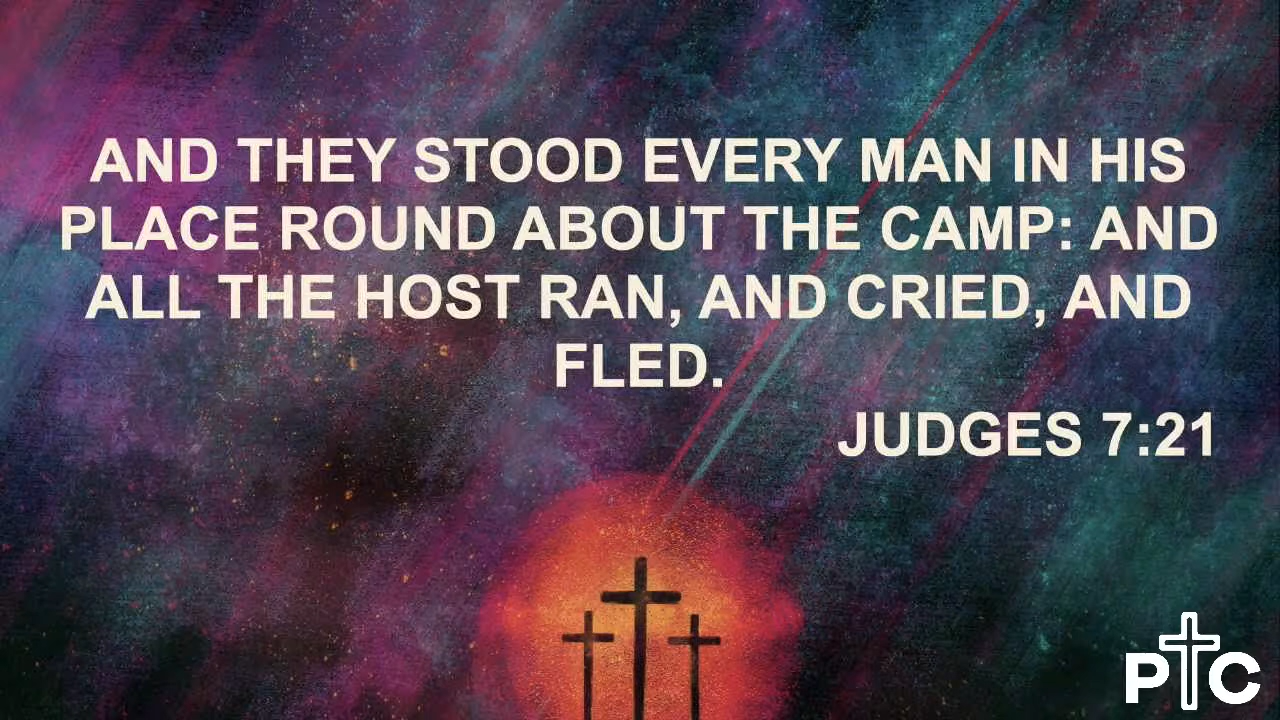 AND THEY STOOD EVERY MAN IN HIS
PLACE ROUND ABOUT THE CAMP: AND
ALL THE HOST RAN, AND CRIED, AND
FLED.
JUDGES 7:21
PTC